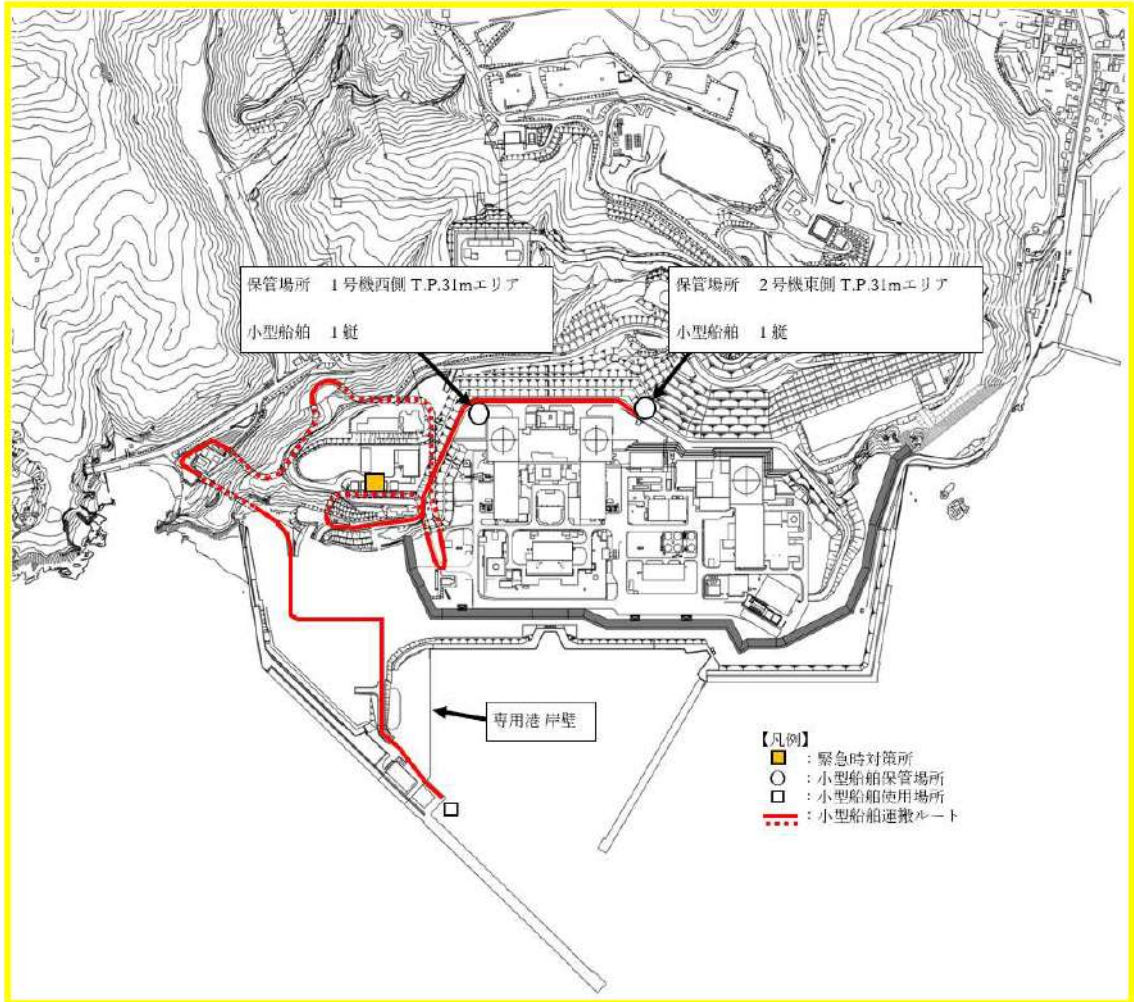 保管場所 1号機西側 T.P.31mエリア
小型船舶 1艇
保管場所 2号機東側 T.P.31mエリア
小型船舶 1艇
専用港 岸壁
【凡例】
：緊急時対策所
：小型船舶保管場所
：小型船舶使用場所
：小型船舶運搬ルート